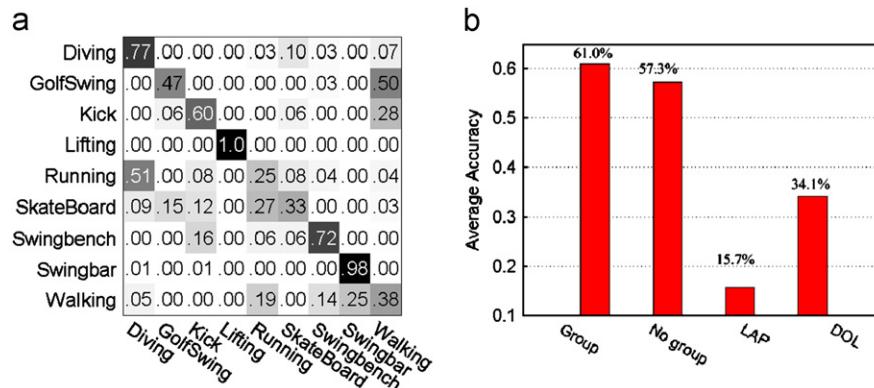 a
Diving .77 .00 .00 .00 .03 .10 .03 .00 .07
GolfSwing .00 .47 .00 .00 .00 .00 .03 .00 .50
Kick .00 .06 .60 .00 .00 .06 .00 .00 .28
Lifting .00 .00 .00 1.0 .00 .00 .00 .00 .00
Running .51 .00 .08 .00 .25 .08 .04 .00 .04
SkateBoard .09 .15 .12 .00 .27 .33 .00 .00 .03
Swingbench .00 .00 .16 .00 .06 .06 .72 .00 .00
Swingbar .01 .00 .01 .00 .00 .00 .00 .98 .00
Walking .05 .00 .00 .00 .19 .00 .14 .25 .38
Diving
GolfSwing
Kick
Lifting
Running
SkateBoard
Swingbench
Swingbar
Walking
b
Average Accuracy
0.6
0.5
0.4
0.3
0.2
0.1
61.0%
57.3%
15.7%
34.1%
Group
No group
LAP
DOL